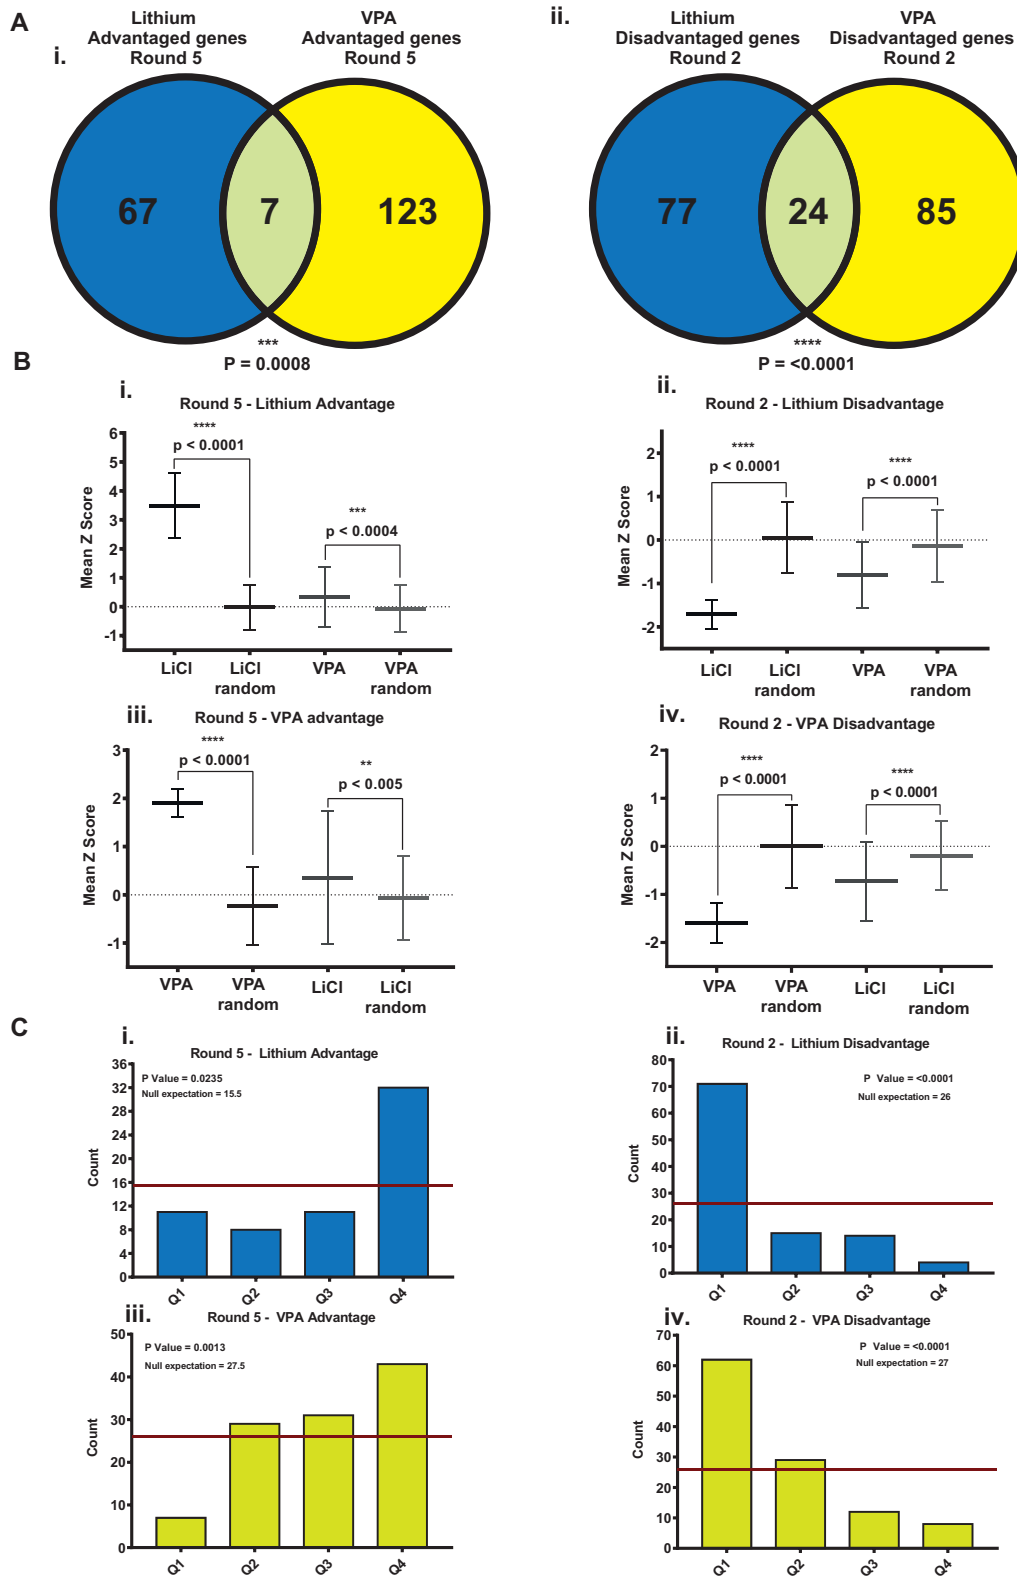 A
i.
Lithium
Advantaged genes
Round 5
VPA
Advantaged genes
Round 5
67
7
123
***
P = 0.0008
ii.
Lithium
Disadvantaged genes
Round 2
VPA
Disadvantaged genes
Round 2
77
24
85
****
P = <0.0001
B
i.
Round 5 - Lithium Advantage
Mean Z Score
6
5
4
3
2
1
0
-1
****
p < 0.0001
***
p < 0.0004
LiCl
LiCl
random
VPA
VPA
random
ii.
Round 2 - Lithium Disadvantage
Mean Z Score
2
1
0
-1
-2
****
p < 0.0001
****
p < 0.0001
LiCl
LiCl
random
VPA
VPA
random
iii.
Round 5 - VPA advantage
Mean Z Score
3
2
1
0
-1
****
p < 0.0001
**
p < 0.005
VPA
VPA
random
LiCl
LiCl
random
iv.
Round 2 - VPA Disadvantage
Mean Z Score
2
1
0
-1
-2
****
p < 0.0001
****
p < 0.0001
VPA
VPA
random
LiCl
LiCl
random
C
i.
Round 5 - Lithium Advantage
P Value = 0.0235
Null expectation = 15.5
Count
36
32
28
24
20
16
12
8
4
0
Q1
Q2
Q3
Q4
ii.
Round 2 - Lithium Disadvantage
P Value = <0.0001
Null expectation = 26
Count
80
70
60
50
40
30
20
10
0
Q1
Q2
Q3
Q4
iii.
Round 5 - VPA Advantage
P Value = 0.0013
Null expectation = 27.5
Count
50
40
30
20
10
0
Q1
Q2
Q3
Q4
iv.
Round 2 - VPA Disadvantage
P Value = <0.0001
Null expectation = 27
Count
70
60
50
40
30
20
10
0
Q1
Q2
Q3
Q4